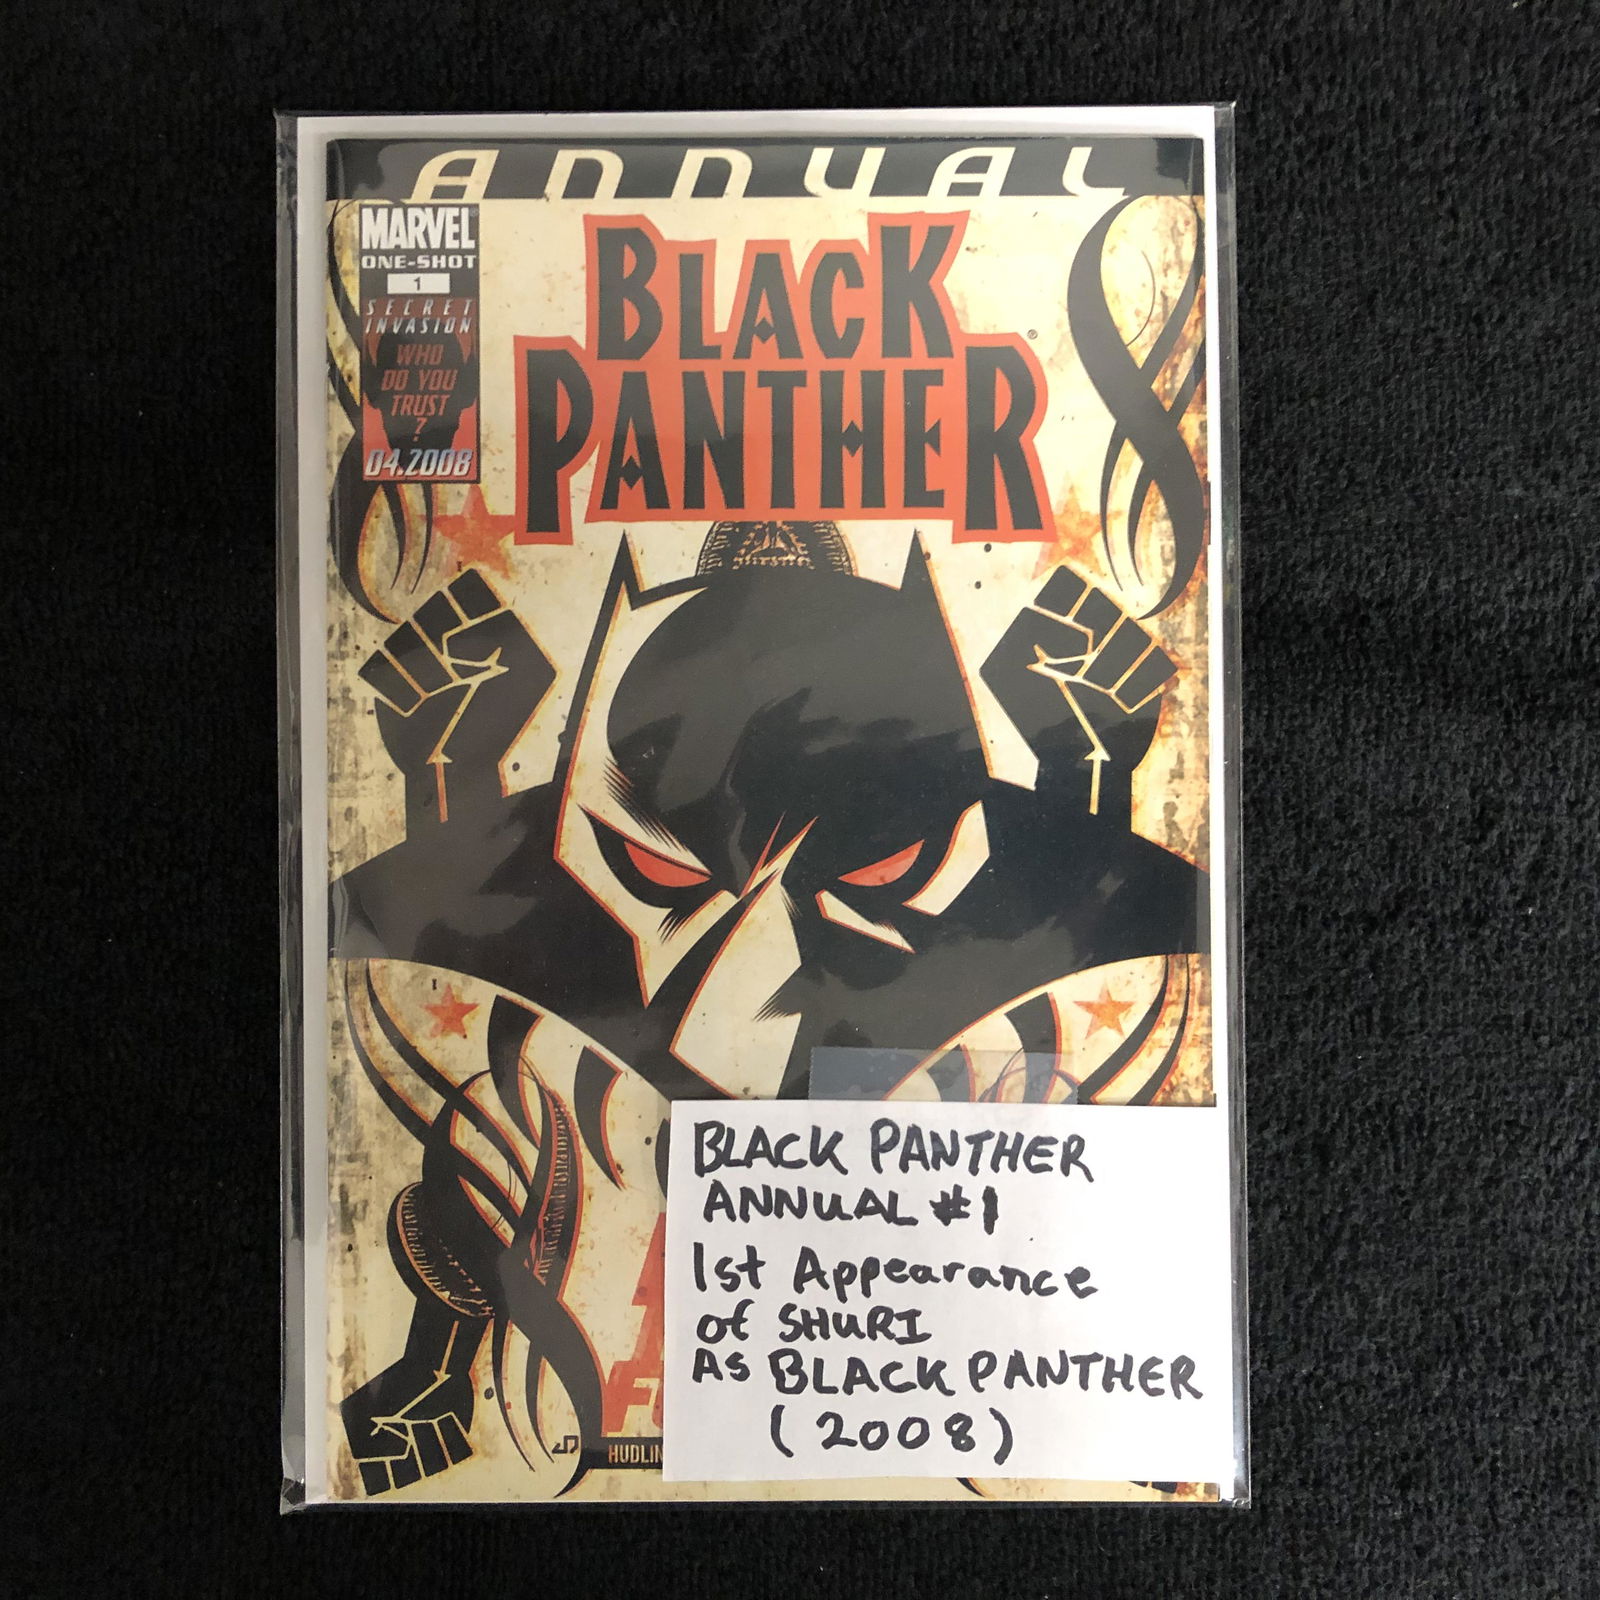 ANNUAL
MARVEL
ONE-SHOT
1
SECRET
INVASION
WHO
DO YOU
TRUST
?
04.2008
BLACK
PANTHER
BLACK PANTHER
ANNUAL #1
1st Appearance
of SHURI
AS BLACK PANTHER
(2008)